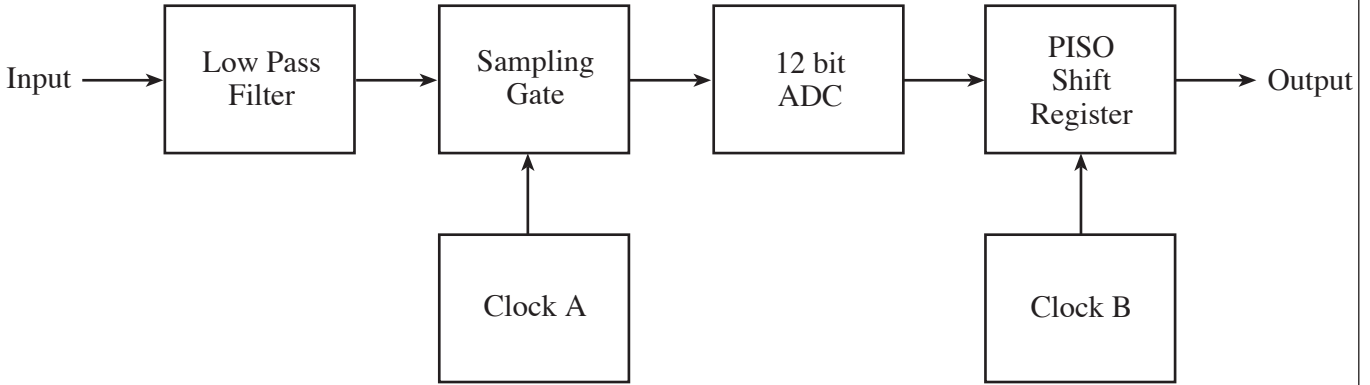 Input
Low Pass
Filter
Sampling
Gate
12 bit
ADC
PISO
Shift
Register
Output
Clock A
Clock B